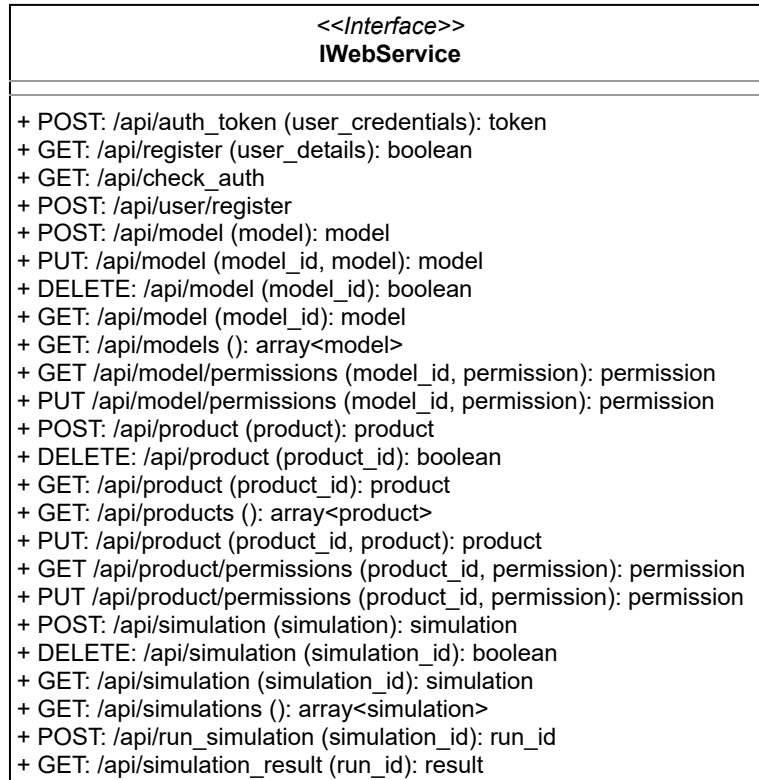 <<Interface>>
IWebService
+ POST: /api/auth_token (user_credentials): token
+ GET: /api/register (user_details): boolean
+ GET: /api/check_auth
+ POST: /api/user/register
+ POST: /api/model (model): model
+ PUT: /api/model (model_id, model): model
+ DELETE: /api/model (model_id): boolean
+ GET: /api/model (model_id): model
+ GET: /api/models (): array<model>
+ GET /api/model/permissions (model_id, permission): permission
+ PUT /api/model/permissions (model_id, permission): permission
+ POST: /api/product (product): product
+ DELETE: /api/product (product_id): boolean
+ GET: /api/product (product_id): product
+ GET: /api/products (): array<product>
+ PUT: /api/product (product_id, product): product
+ GET /api/product/permissions (product_id, permission): permission
+ PUT /api/product/permissions (product_id, permission): permission
+ POST: /api/simulation (simulation): simulation
+ DELETE: /api/simulation (simulation_id): boolean
+ GET: /api/simulation (simulation_id): simulation
+ GET: /api/simulations (): array<simulation>
+ POST: /api/run_simulation (simulation_id): run_id
+ GET: /api/simulation_result (run_id): result